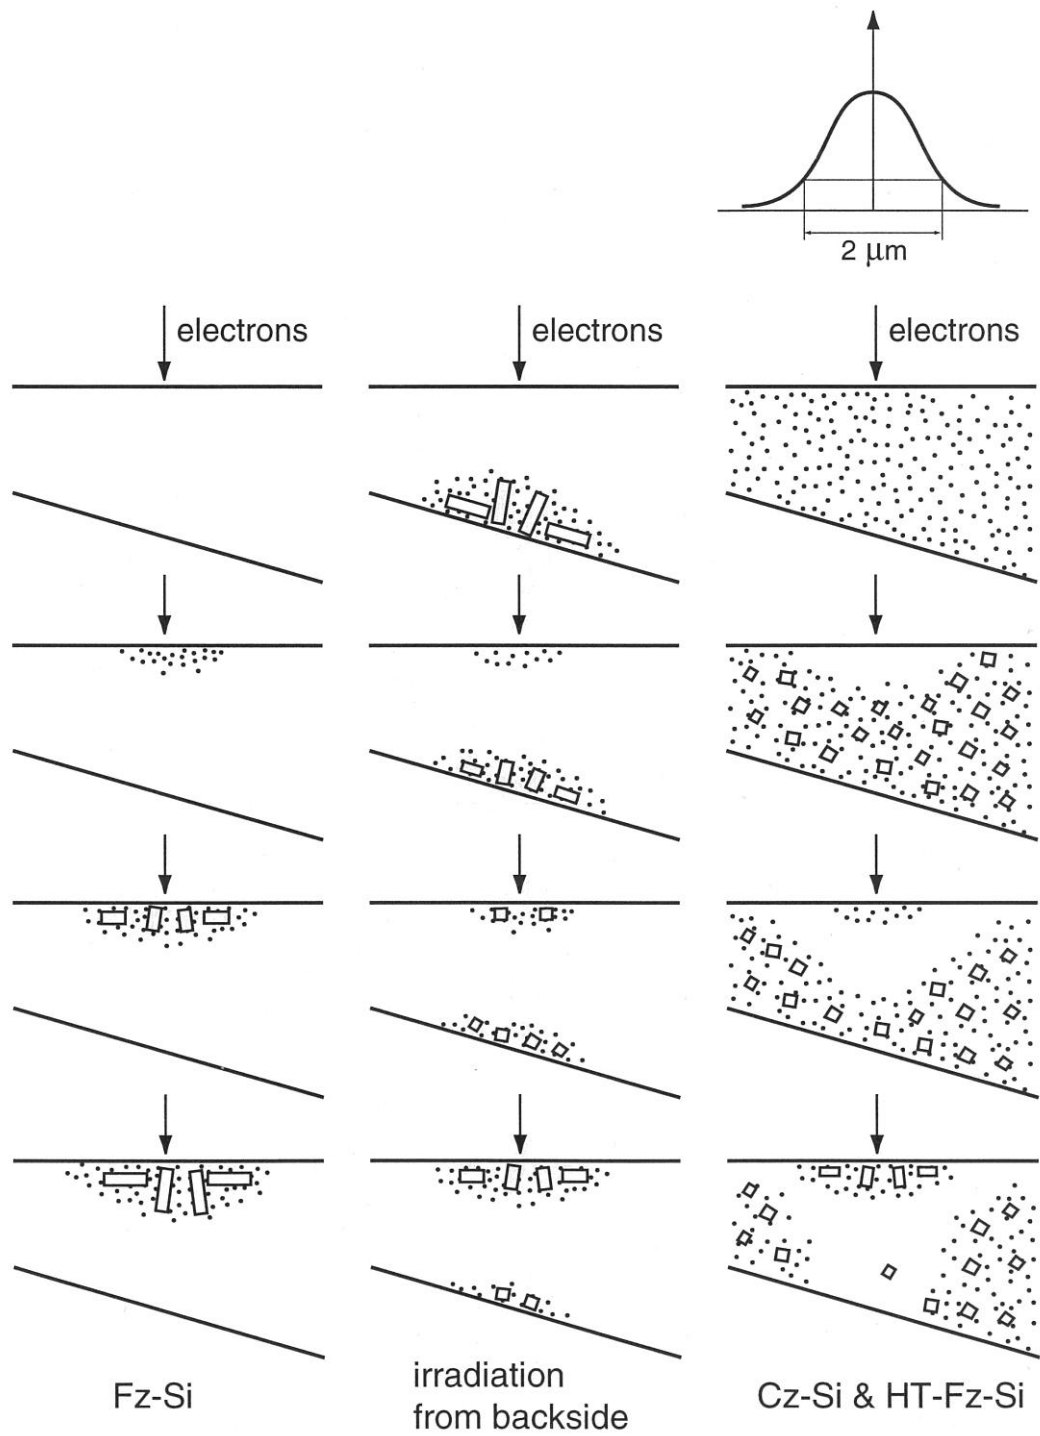 2 μm
electrons
electrons
electrons
Fz-Si
irradiation
from backside
Cz-Si & HT-Fz-Si